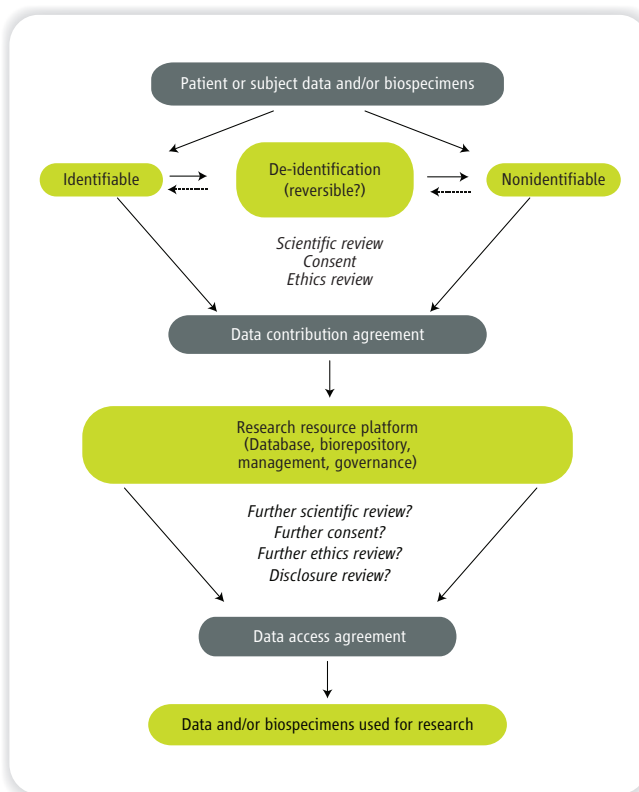 Patient or subject data and/or biospecimens
Identifiable
De-identification
(reversible?)
Nonidentifiable
Scientific review
Consent
Ethics review
Data contribution agreement
Research resource platform
(Database, biorepository,
management, governance)
Further scientific review?
Further consent?
Further ethics review?
Disclosure review?
Data access agreement
Data and/or biospecimens used for research